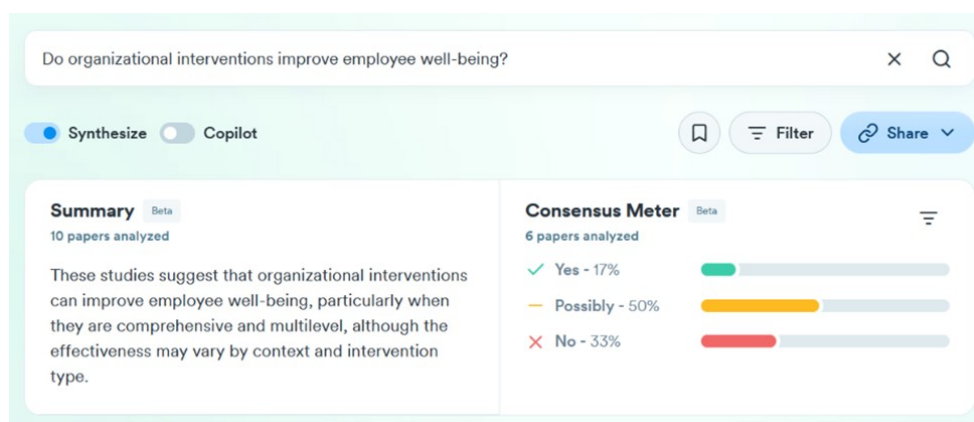 Do organizational interventions improve employee well-being?
Synthesize Copilot Filter Share
Summary Beta
10 papers analyzed
These studies suggest that organizational interventions
can improve employee well-being, particularly when
they are comprehensive and multilevel, although the
effectiveness may vary by context and intervention
type.
Consensus Meter Beta
6 papers analyzed
Yes - 17%
Possibly - 50%
No - 33%